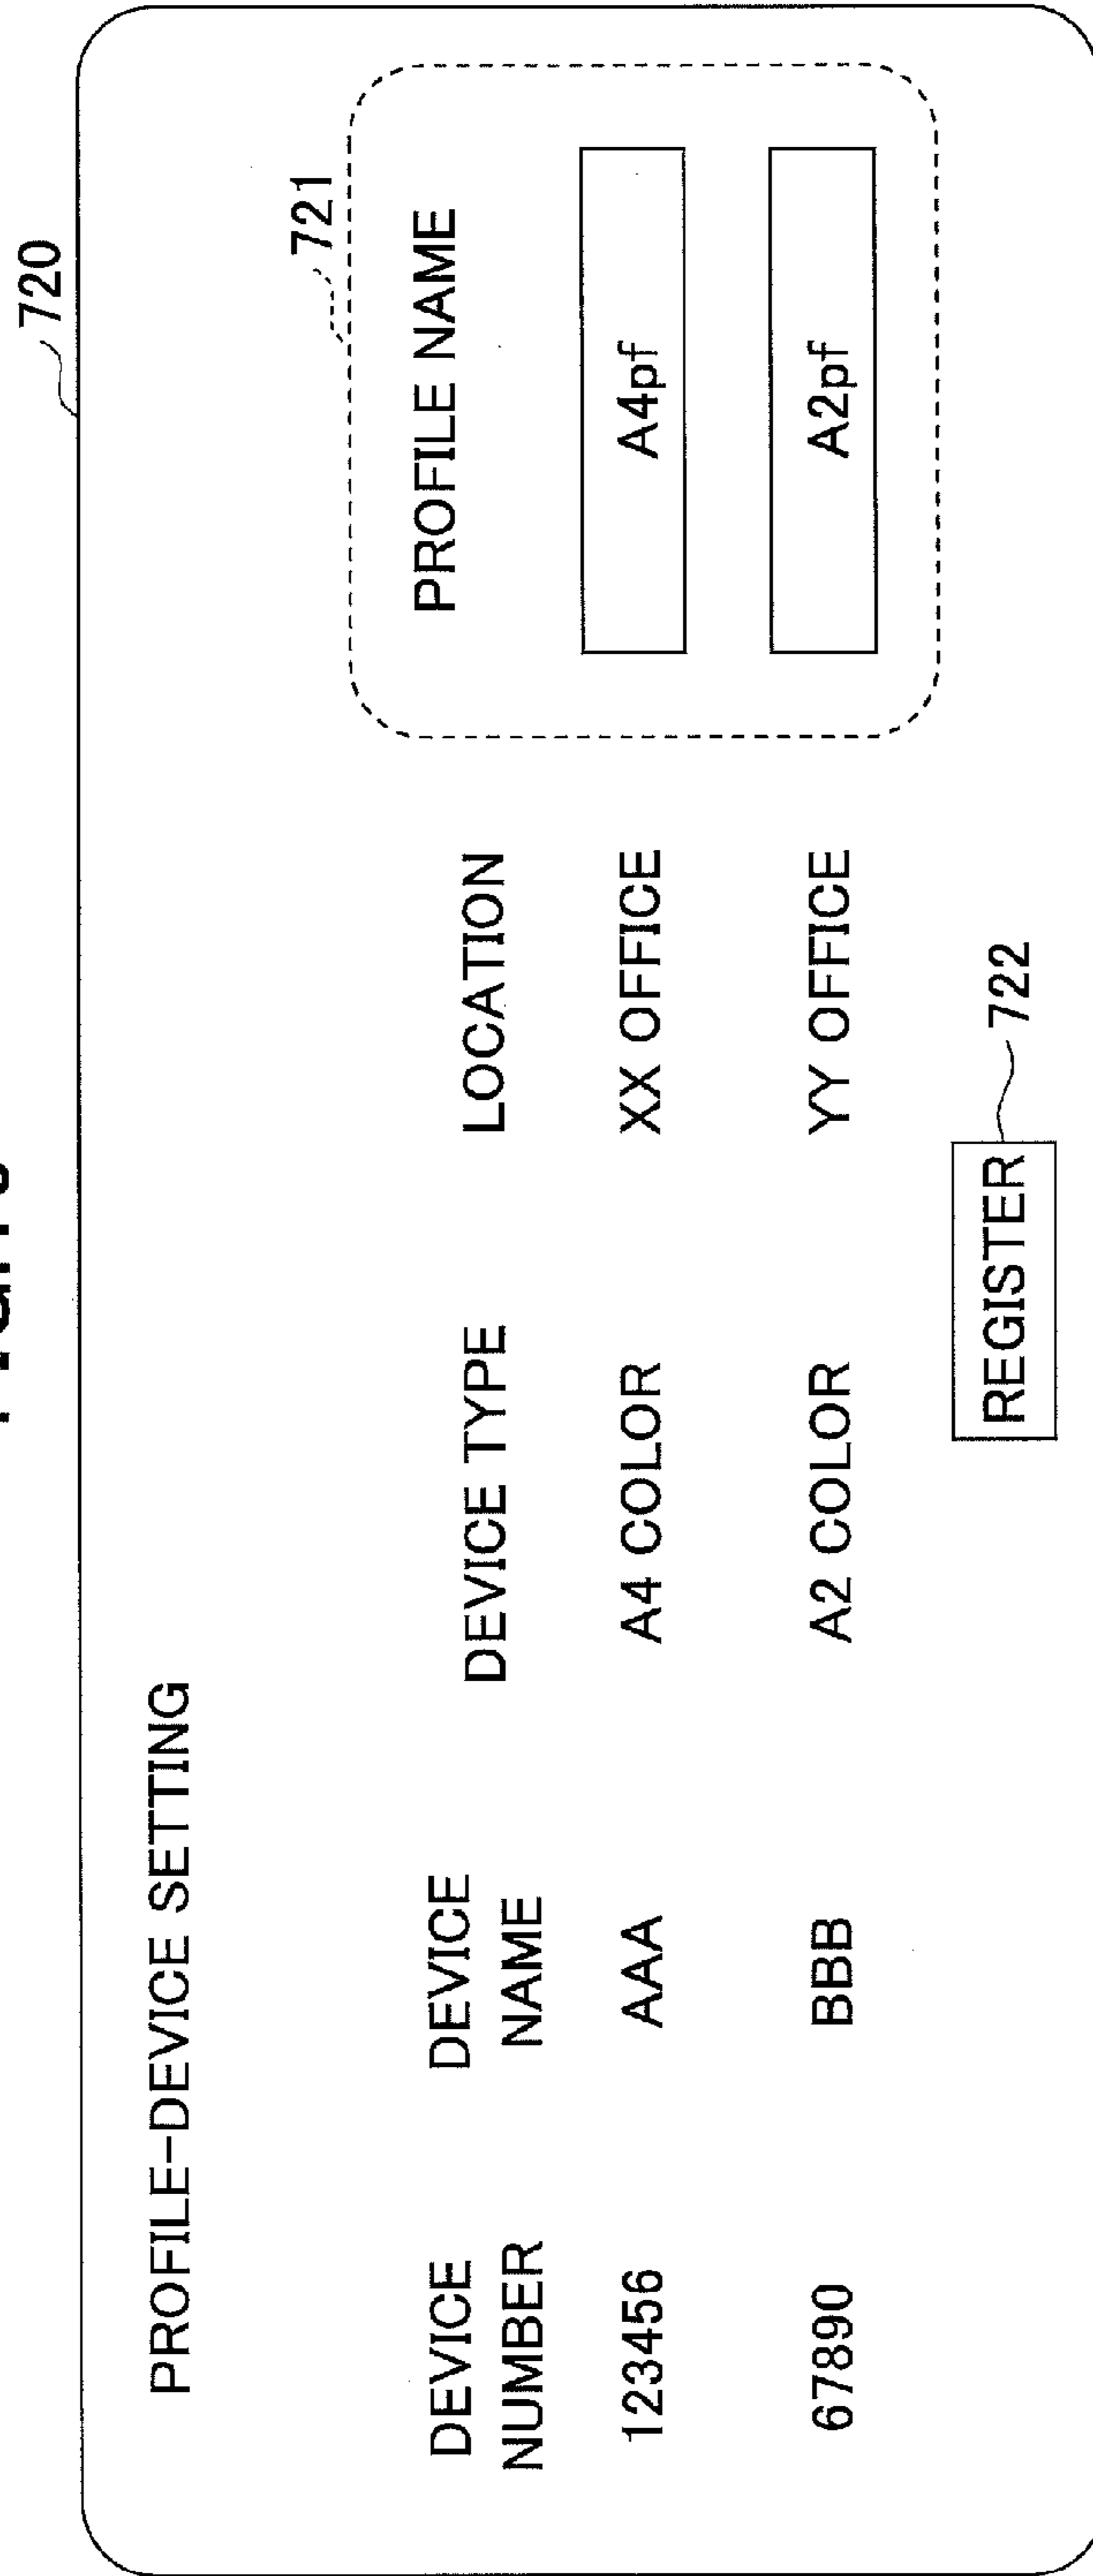 720
PROFILE-DEVICE SETTING
721
DEVICE NUMBER DEVICE NAME DEVICE TYPE LOCATION PROFILE NAME
123456 AAA A4 COLOR XX OFFICE A4pf
67890 BBB A2 COLOR YY OFFICE A2pf
REGISTER 722